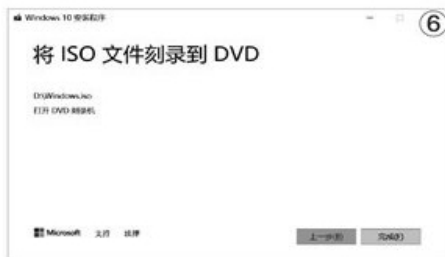 Windows 10 安装程序
⑥
将 ISO 文件刻录到 DVD
D:\Windows.iso
打开 DVD 刻录机
Microsoft 支持 法律
上一步(B) 完成(F)